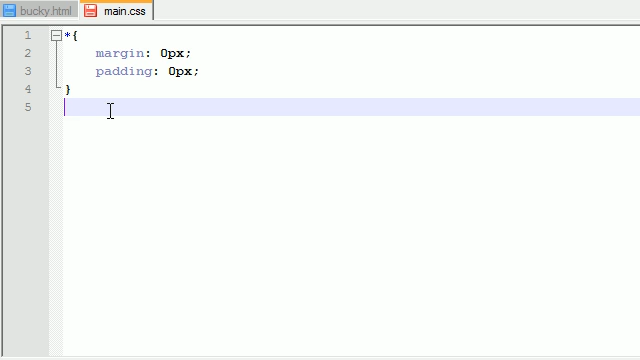 bucky.html main.css
1 *{
2 margin: 0px;
3 padding: 0px;
4 }
5